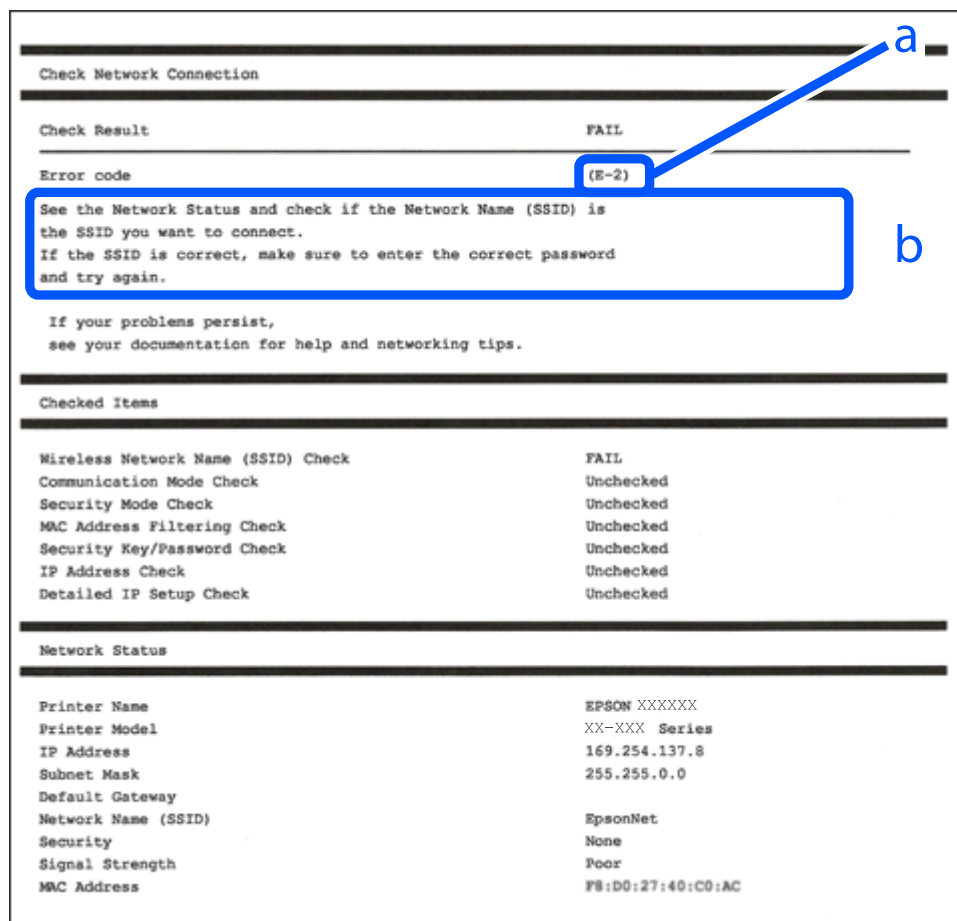 a
Check Network Connection
Check Result FAIL
Error code (E-2)
See the Network Status and check if the Network Name (SSID) is
the SSID you want to connect.
If the SSID is correct, make sure to enter the correct password
and try again.
b
If your problems persist,
see your documentation for help and networking tips.
Checked Items
Wireless Network Name (SSID) Check FAIL
Communication Mode Check Unchecked
Security Mode Check Unchecked
MAC Address Filtering Check Unchecked
Security Key/Password Check Unchecked
IP Address Check Unchecked
Detailed IP Setup Check Unchecked
Network Status
Printer Name EPSON XXXXXX
Printer Model XX-XXX Series
IP Address 169.254.137.8
Subnet Mask 255.255.0.0
Default Gateway
Network Name (SSID) EpsonNet
Security None
Signal Strength Poor
MAC Address F8:D0:27:40:C0:AC